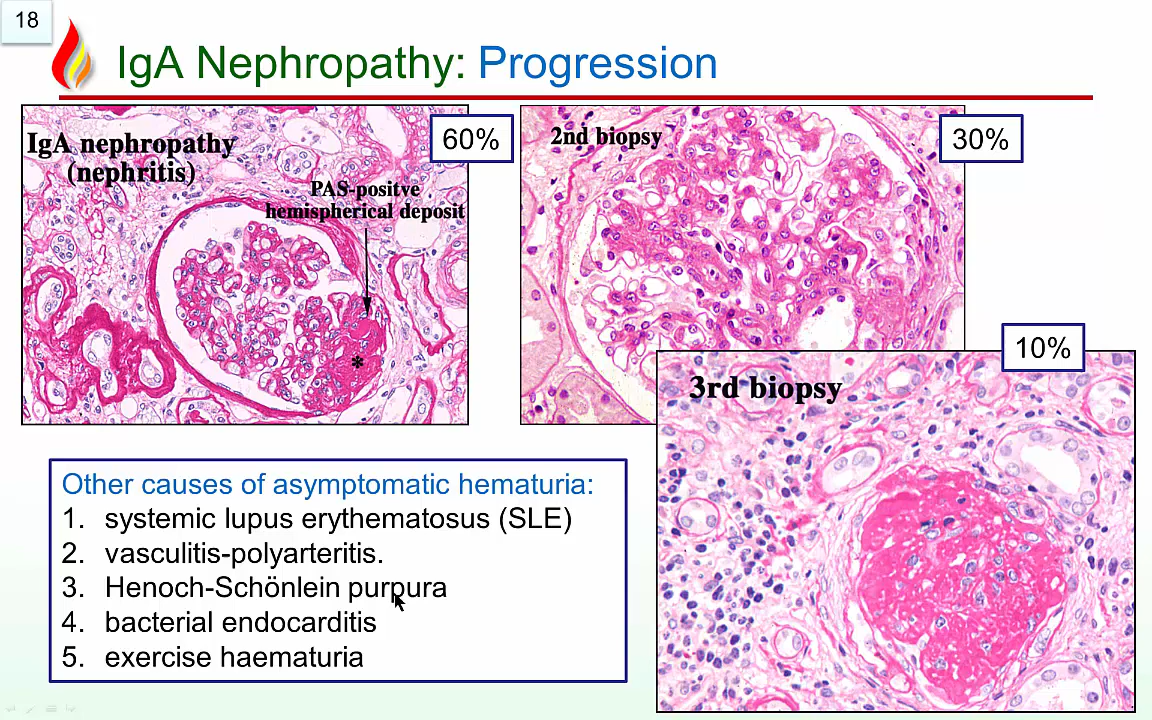 18
IgA Nephropathy: Progression
IgA nephropathy
(nephritis)
60%
PAS-positve
hemispherical deposit
*
2nd biopsy
30%
10%
3rd biopsy
Other causes of asymptomatic hematuria:
1. systemic lupus erythematosus (SLE)
2. vasculitis-polyarteritis.
3. Henoch-Schönlein purpura
4. bacterial endocarditis
5. exercise haematuria